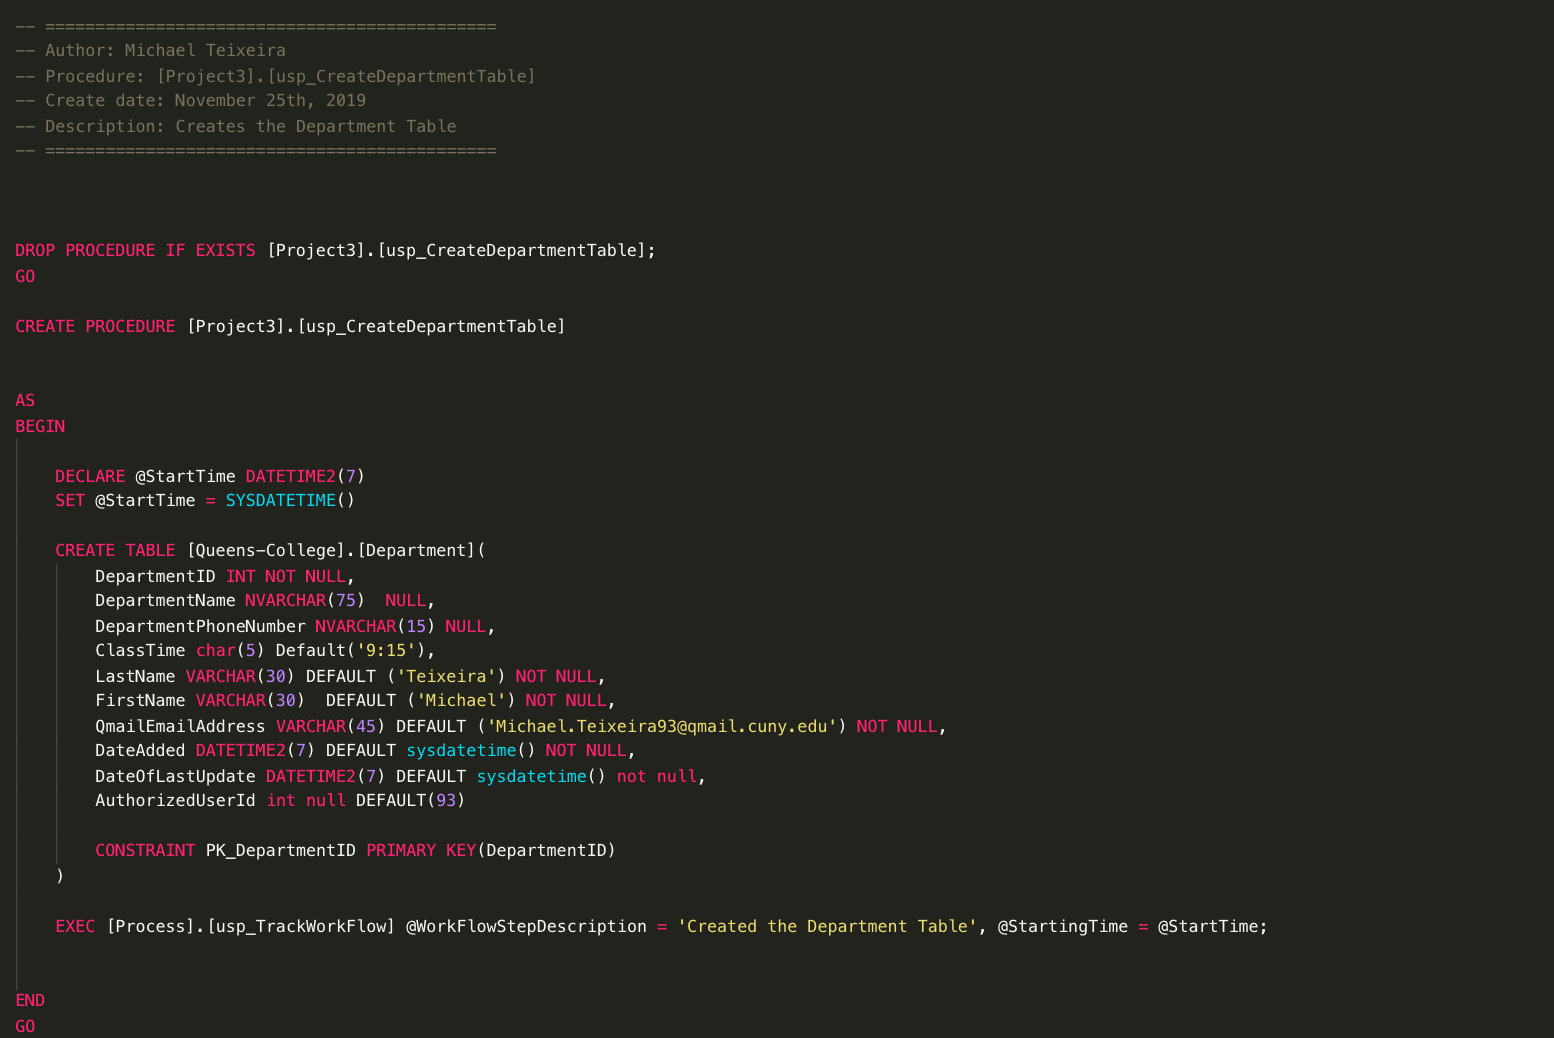 -- =============================================
-- Author: Michael Teixeira
-- Procedure: [Project3].[usp_CreateDepartmentTable]
-- Create date: November 25th, 2019
-- Description: Creates the Department Table
-- =============================================
DROP PROCEDURE IF EXISTS [Project3].[usp_CreateDepartmentTable];
GO
CREATE PROCEDURE [Project3].[usp_CreateDepartmentTable]
AS
BEGIN
DECLARE @StartTime DATETIME2(7)
SET @StartTime = SYSDATETIME()
CREATE TABLE [Queens-College].[Department](
DepartmentID INT NOT NULL,
DepartmentName NVARCHAR(75)  NULL,
DepartmentPhoneNumber NVARCHAR(15) NULL,
ClassTime char(5) Default('9:15'),
LastName VARCHAR(30) DEFAULT ('Teixeira') NOT NULL,
FirstName VARCHAR(30)  DEFAULT ('Michael') NOT NULL,
QmailEmailAddress VARCHAR(45) DEFAULT ('Michael.Teixeira93@qmail.cuny.edu') NOT NULL,
DateAdded DATETIME2(7) DEFAULT sysdatetime() NOT NULL,
DateOfLastUpdate DATETIME2(7) DEFAULT sysdatetime() not null,
AuthorizedUserId int null DEFAULT(93)
CONSTRAINT PK_DepartmentID PRIMARY KEY(DepartmentID)
)
EXEC [Process].[usp_TrackWorkFlow] @WorkFlowStepDescription = 'Created the Department Table', @StartingTime = @StartTime;
END
GO